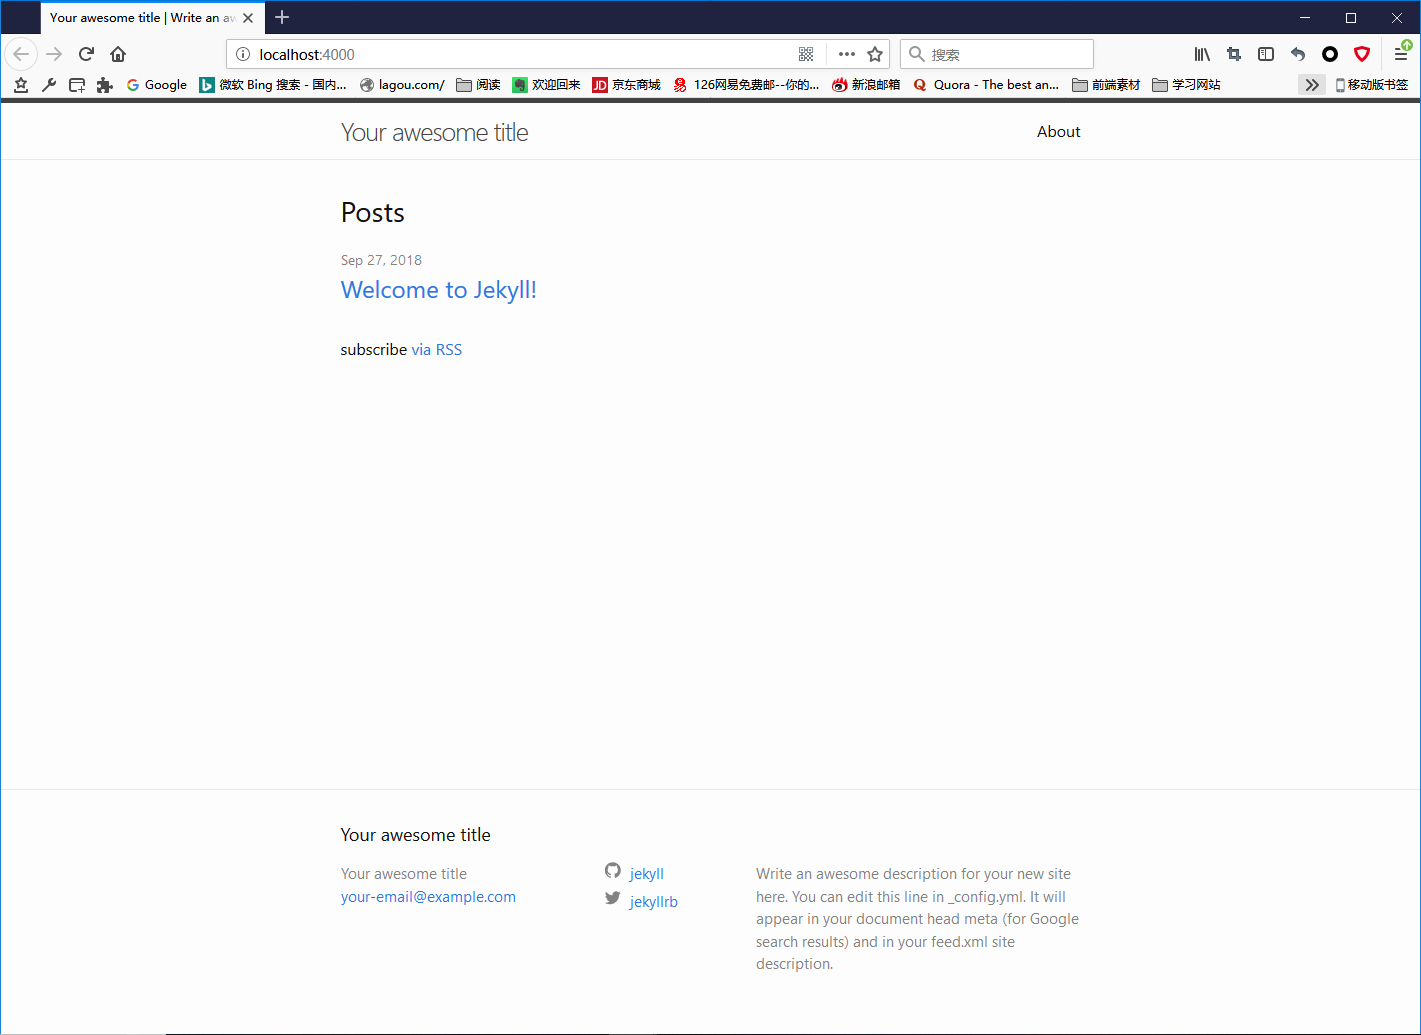 Your awesome title | Write an aw
localhost:4000
搜索
Google
微软 Bing 搜索 - 国内...
lagou.com/
阅读
欢迎回来
JD 京东商城
126网易免费邮--你的...
新浪邮箱
Quora - The best an...
前端素材
学习网站
移动版书签
Your awesome title
About
Posts
Sep 27, 2018
Welcome to Jekyll!
subscribe via RSS
Your awesome title
Your awesome title
your-email@example.com
jekyll
jekyllrb
Write an awesome description for your new site
here. You can edit this line in _config.yml. It will
appear in your document head meta (for Google
search results) and in your feed.xml site
description.